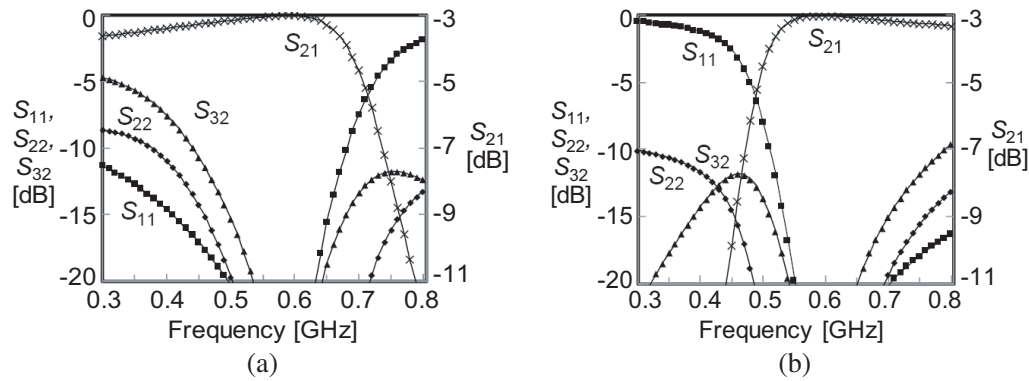 0
-5
-10
-15
-20
S11,
S22,
S32
[dB]
S21
S22
S32
S11
-3
-5
-7
-9
-11
S21
[dB]
0.3 0.4 0.5 0.6 0.7 0.8
Frequency [GHz]
(a)
0
-5
-10
-15
-20
S11,
S22,
S32
[dB]
S11
S21
S32
S22
-3
-5
-7
-9
-11
S21
[dB]
0.3 0.4 0.5 0.6 0.7 0.8
Frequency [GHz]
(b)